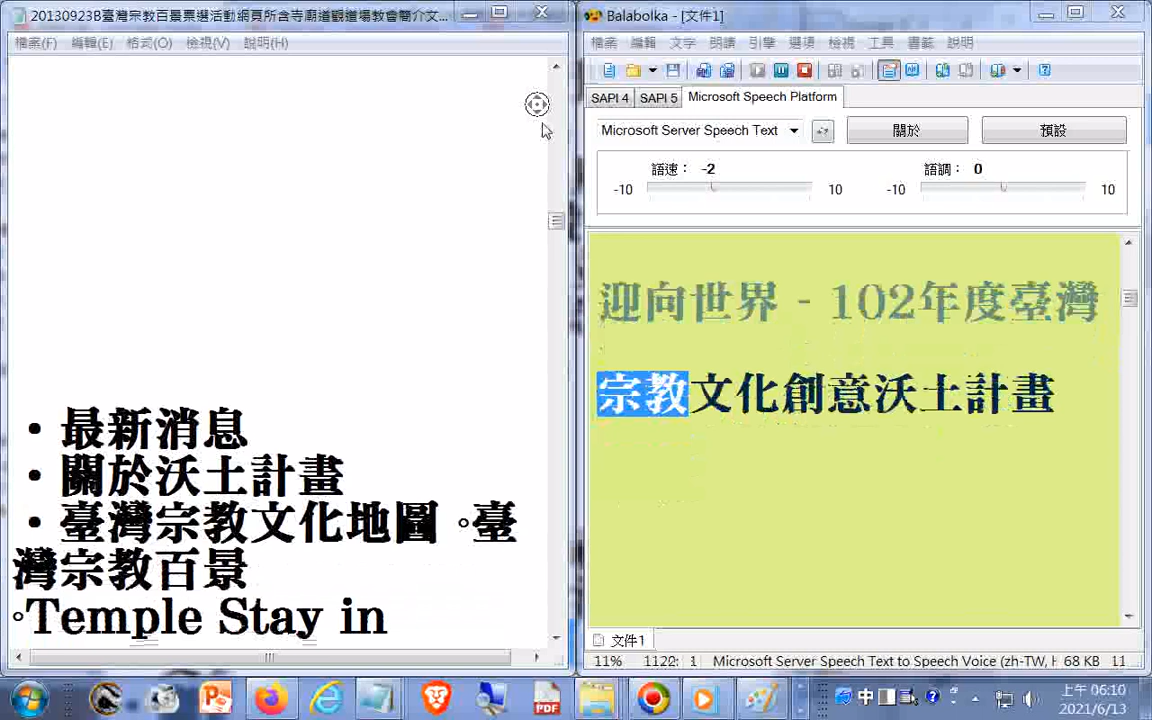 20130923B臺灣宗教百景票選活動網頁所含寺廟道觀道場教會簡介文...
檔案(F) 編輯(E) 格式(O) 檢視(V) 說明(H)
• 最新消息
• 關於沃土計畫
• 臺灣宗教文化地圖 ◦臺
灣宗教百景
◦Temple Stay in
Balabolka - [文件1]
檔案 編輯 文字 朗讀 引擎 選項 檢視 工具 書籤 說明
SAPI 4 SAPI 5 Microsoft Speech Platform
Microsoft Server Speech Text 關於 預設
語速： -2 語調： 0
-10 10 -10 10
迎向世界 - 102年度臺灣
宗教文化創意沃土計畫
文件1
11% 1122: 1 Microsoft Server Speech Text to Speech Voice (zh-TW, H 68 KB 11
中
上午 06:10
2021/6/13